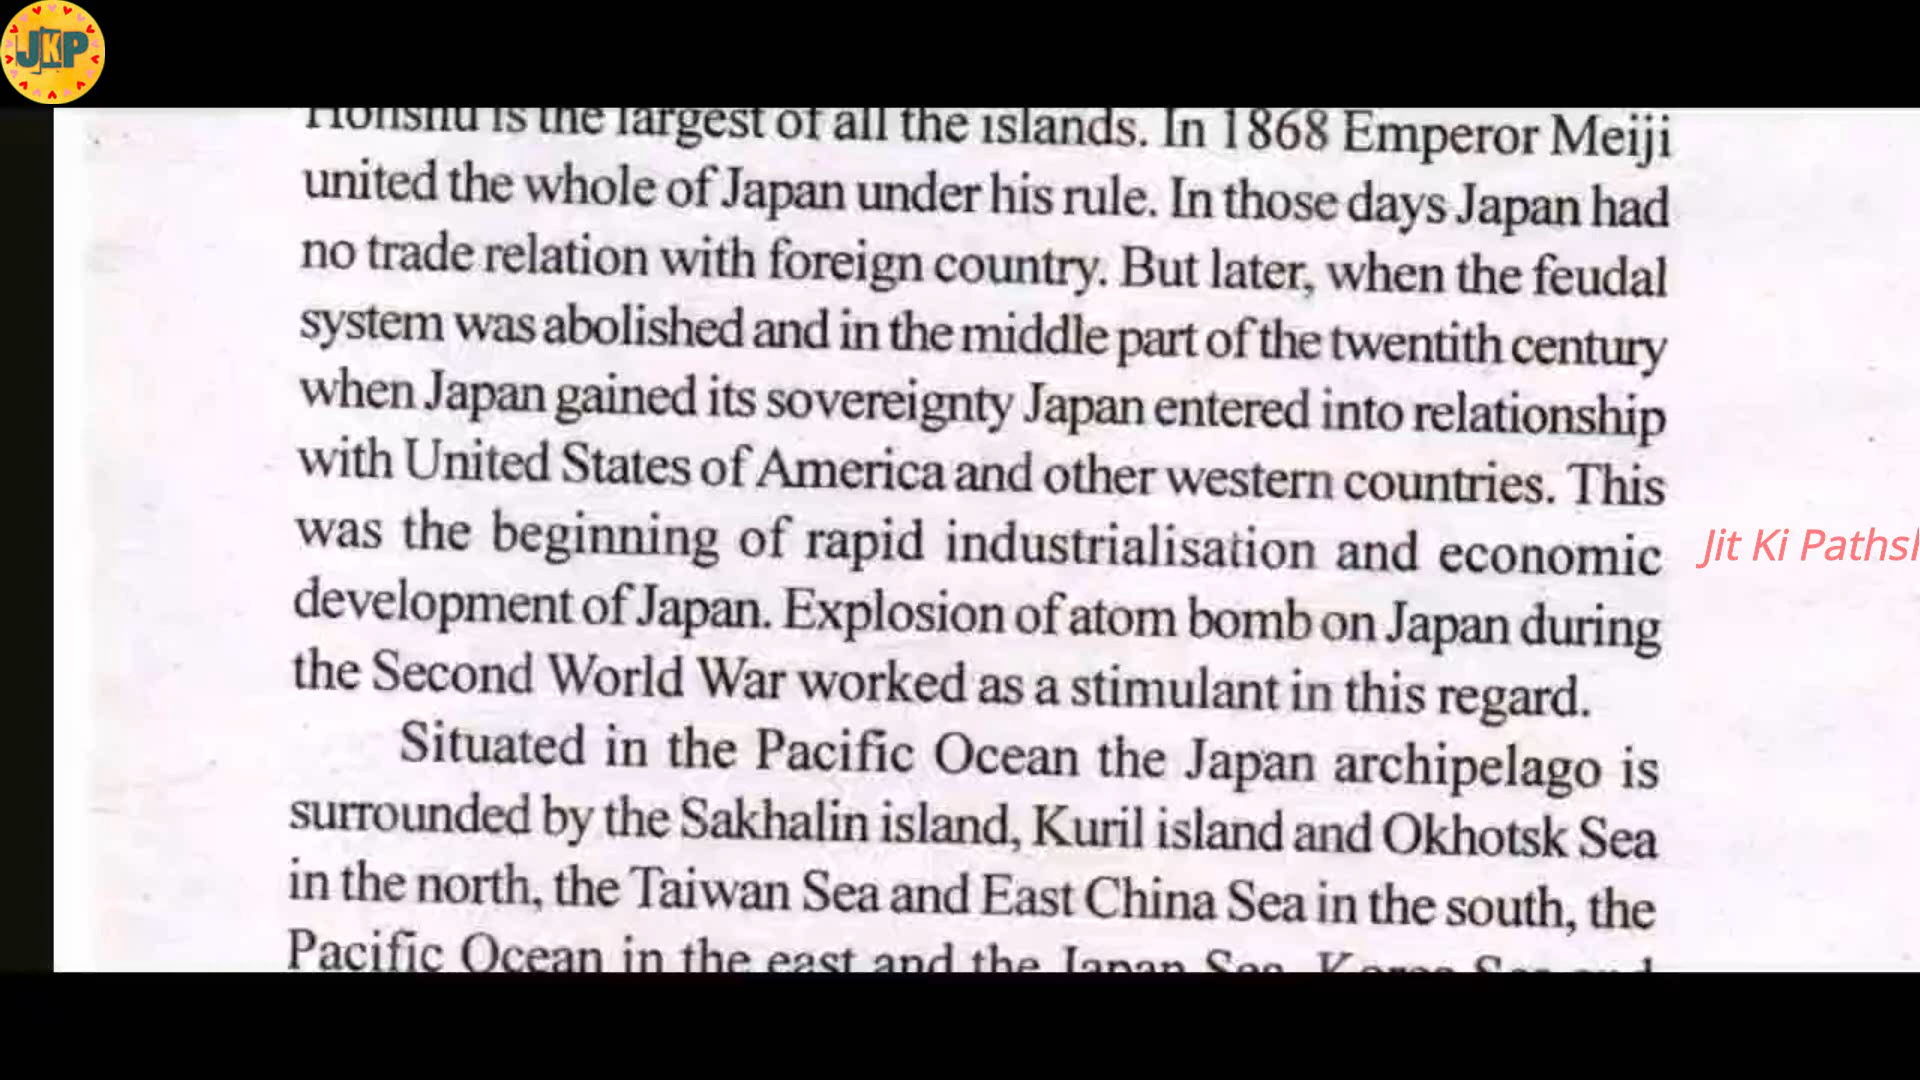 JKP
Honshu is the largest of all the islands. In 1868 Emperor Meiji
united the whole of Japan under his rule. In those days Japan had
no trade relation with foreign country. But later, when the feudal
system was abolished and in the middle part of the twentith century
when Japan gained its sovereignty Japan entered into relationship
with United States of America and other western countries. This
was the beginning of rapid industrialisation and economic
Jit Ki Pathsh
development of Japan. Explosion of atom bomb on Japan during
the Second World War worked as a stimulant in this regard.
Situated in the Pacific Ocean the Japan archipelago is
surrounded by the Sakhalin island, Kuril island and Okhotsk Sea
in the north, the Taiwan Sea and East China Sea in the south, the
Pacific Ocean in the east and the Japan Sea, Korea Sea and